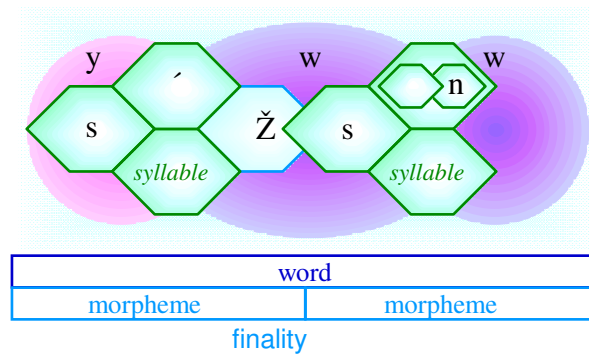 y w w
´ n
s Ž s
syllable syllable
word
morpheme morpheme
finality